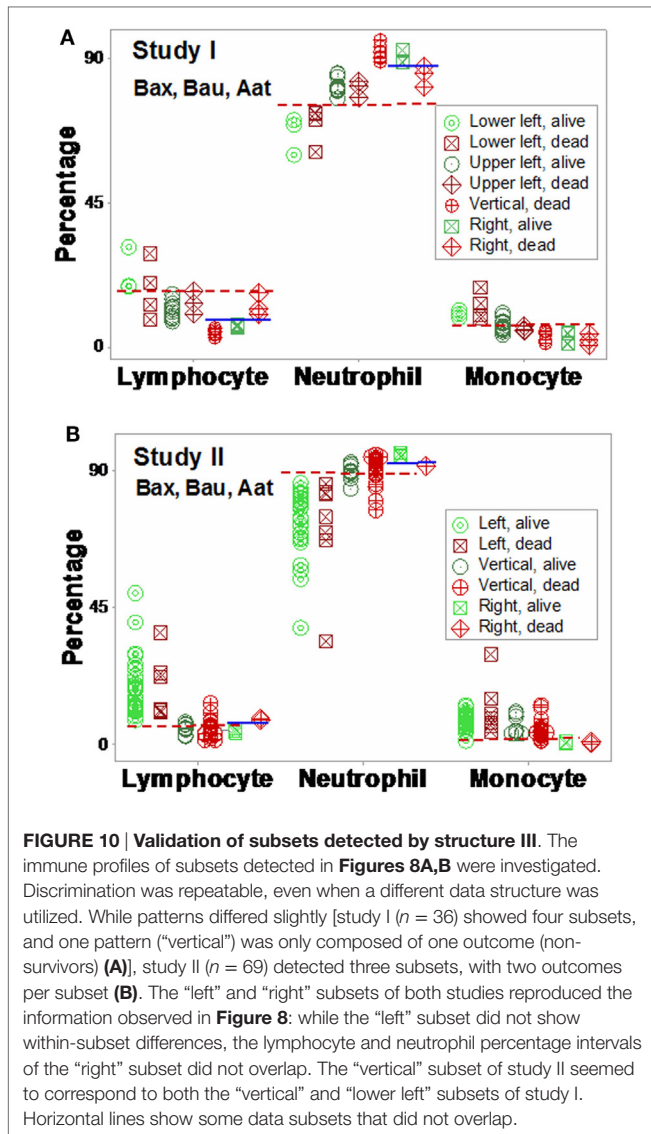 A
Study I
Bax, Bau, Aat
90
45
0
Percentage
Lower left, alive
Lower left, dead
Upper left, alive
Upper left, dead
Vertical, dead
Right, alive
Right, dead
Lymphocyte Neutrophil Monocyte
B
Study II
Bax, Bau, Aat
90
45
0
Percentage
Left, alive
Left, dead
Vertical, alive
Vertical, dead
Right, alive
Right, dead
Lymphocyte Neutrophil Monocyte
FIGURE 10 | Validation of subsets detected by structure III. The
immune profiles of subsets detected in Figures 8A,B were investigated.
Discrimination was repeatable, even when a different data structure was
utilized. While patterns differed slightly [study I (n = 36) showed four subsets,
and one pattern (“vertical”) was only composed of one outcome (non-
survivors) (A)], study II (n = 69) detected three subsets, with two outcomes
per subset (B). The “left” and “right” subsets of both studies reproduced the
information observed in Figure 8: while the “left” subset did not show
within-subset differences, the lymphocyte and neutrophil percentage intervals
of the “right” subset did not overlap. The “vertical” subset of study II seemed
to correspond to both the “vertical” and “lower left” subsets of study I.
Horizontal lines show some data subsets that did not overlap.